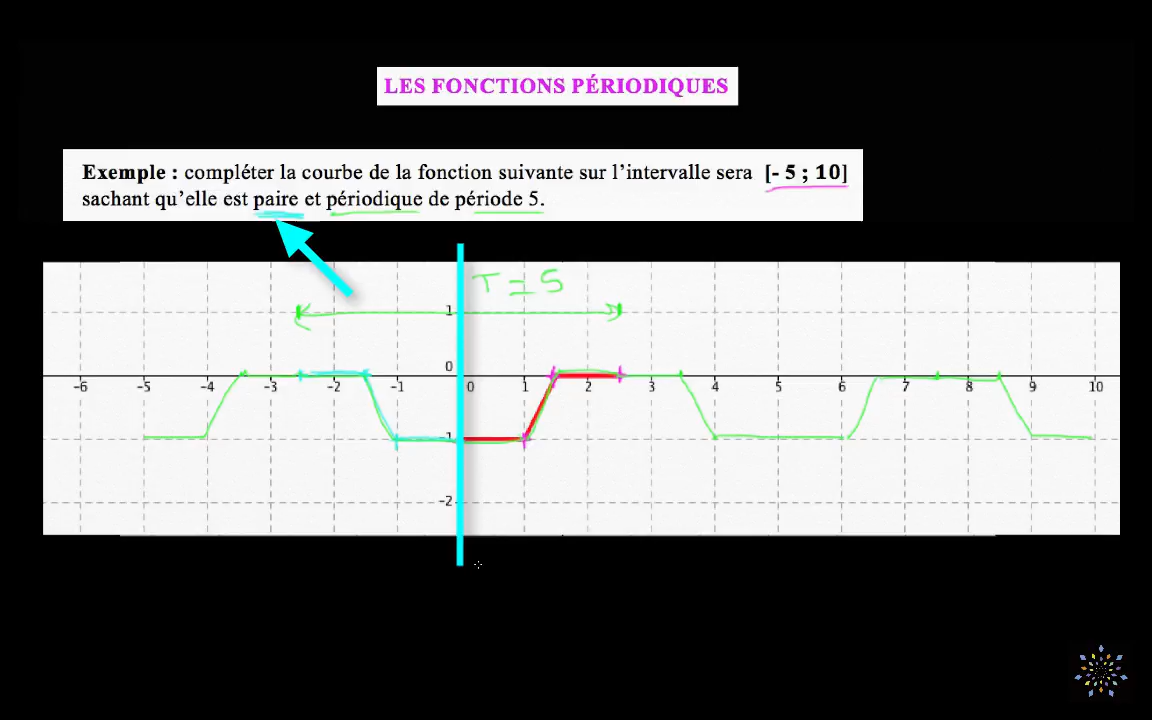 LES FONCTIONS PÉRIODIQUES
Exemple : compléter la courbe de la fonction suivante sur l'intervalle sera [- 5 ; 10]
sachant qu'elle est paire et périodique de période 5.
T = 5
1
0
-6 -5 -4 -3 -2 -1 0 1 2 3 4 5 6 7 8 9 10
-1
-2